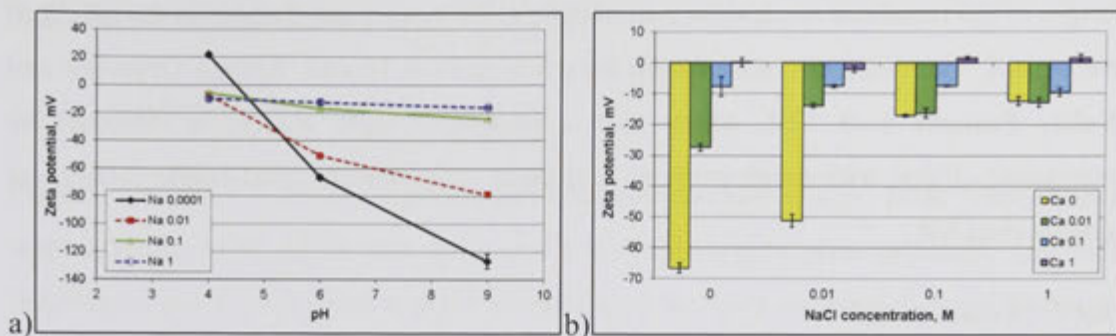 a)
Zeta potential, mV
40
20
0
-20
-40
-60
-80
-100
-120
-140
Na 0.0001
Na 0.01
Na 0.1
Na 1
2 3 4 5 6 7 8 9 10
pH
b)
Zeta potential, mV
10
0
-10
-20
-30
-40
-50
-60
-70
Ca 0
Ca 0.01
Ca 0.1
Ca 1
0 0.01 0.1 1
NaCl concentration, M